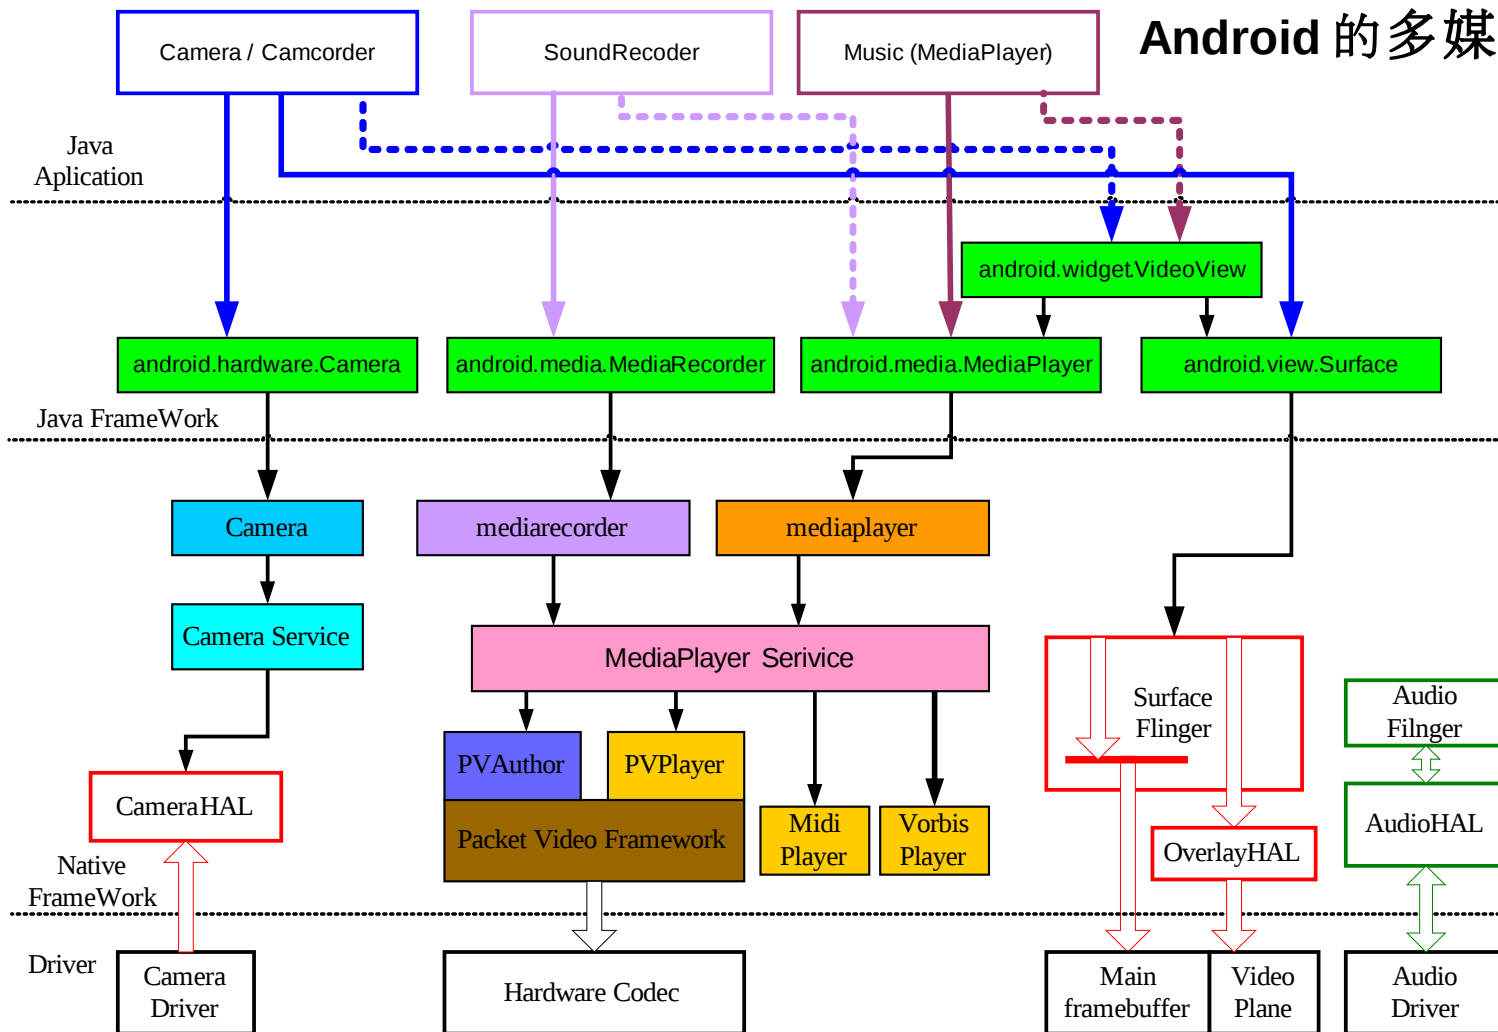 Android 的多媒
Camera / Camcorder
SoundRecoder
Music (MediaPlayer)
Java
Aplication
android.widget.VideoView
android.hardware.Camera
android.media.MediaRecorder
android.media.MediaPlayer
android.view.Surface
Java FrameWork
Camera
mediarecorder
mediaplayer
Camera Service
MediaPlayer Serivice
Surface
Flinger
Audio
Filnger
PVAuthor
PVPlayer
CameraHAL
Packet Video Framework
Midi
Player
Vorbis
Player
OverlayHAL
AudioHAL
Native
FrameWork
Driver
Camera
Driver
Hardware Codec
Main
framebuffer
Video
Plane
Audio
Driver